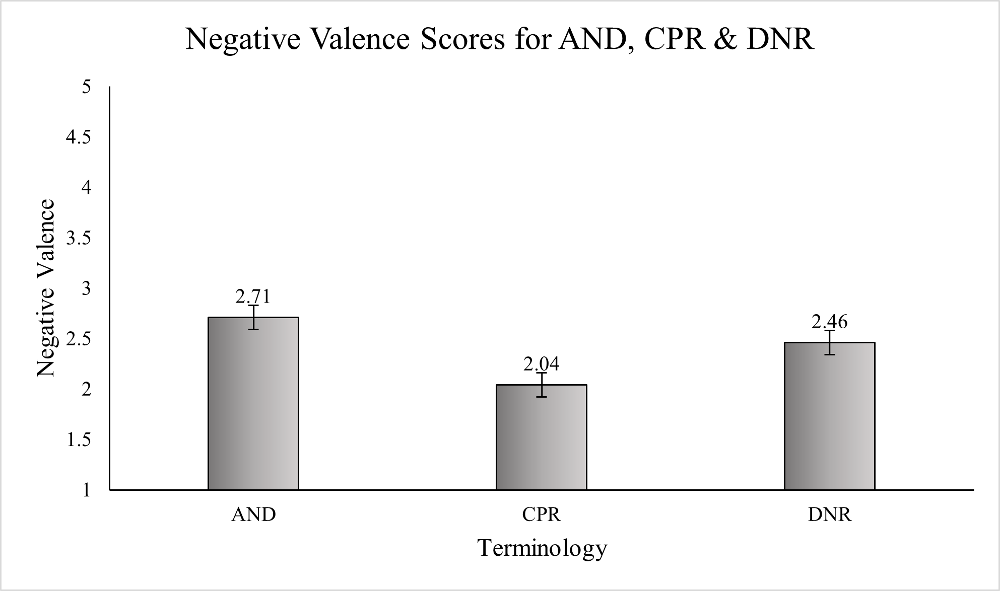 Negative Valence Scores for AND, CPR & DNR
Negative Valence
5
4.5
4
3.5
3
2.5
2
1.5
1
2.71
2.04
2.46
AND
CPR
DNR
Terminology